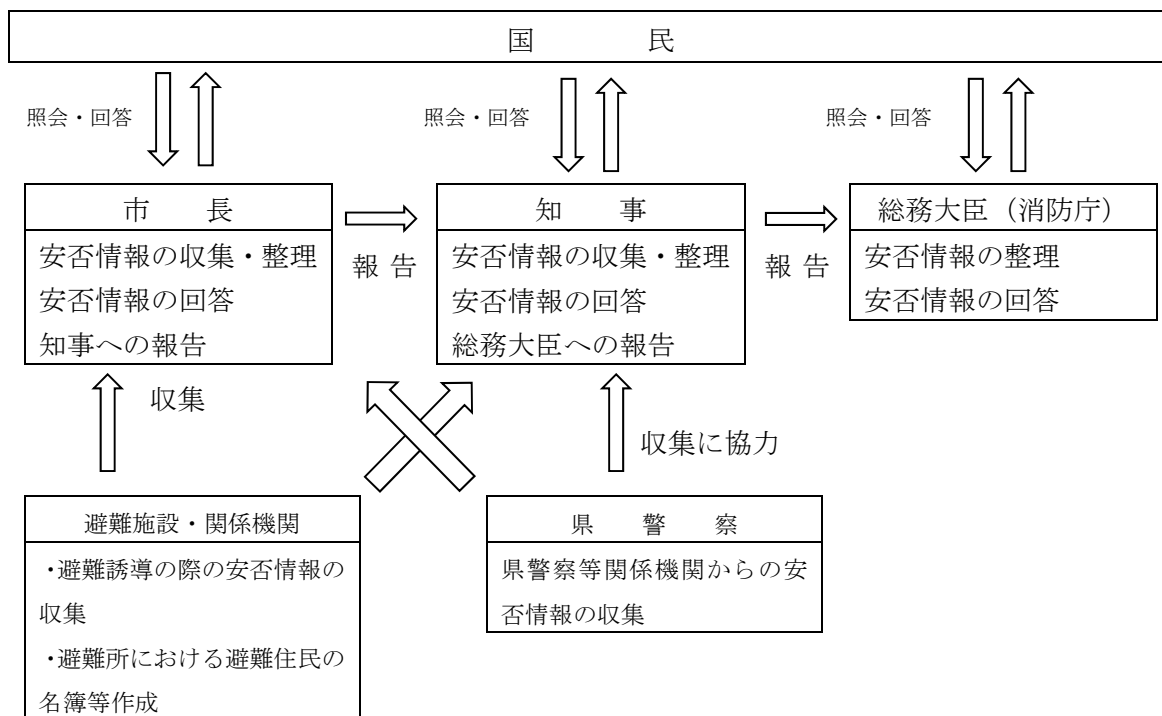 国　　　　民
照会・回答
照会・回答
照会・回答
市　　長
安否情報の収集・整理
安否情報の回答
知事への報告
報 告
知　　事
安否情報の収集・整理
安否情報の回答
総務大臣への報告
報 告
総務大臣（消防庁）
安否情報の整理
安否情報の回答
収集
収集に協力
避難施設・関係機関
・避難誘導の際の安否情報の
収集
・避難所における避難住民の
名簿等作成
県　警　察
県警察等関係機関からの安
否情報の収集